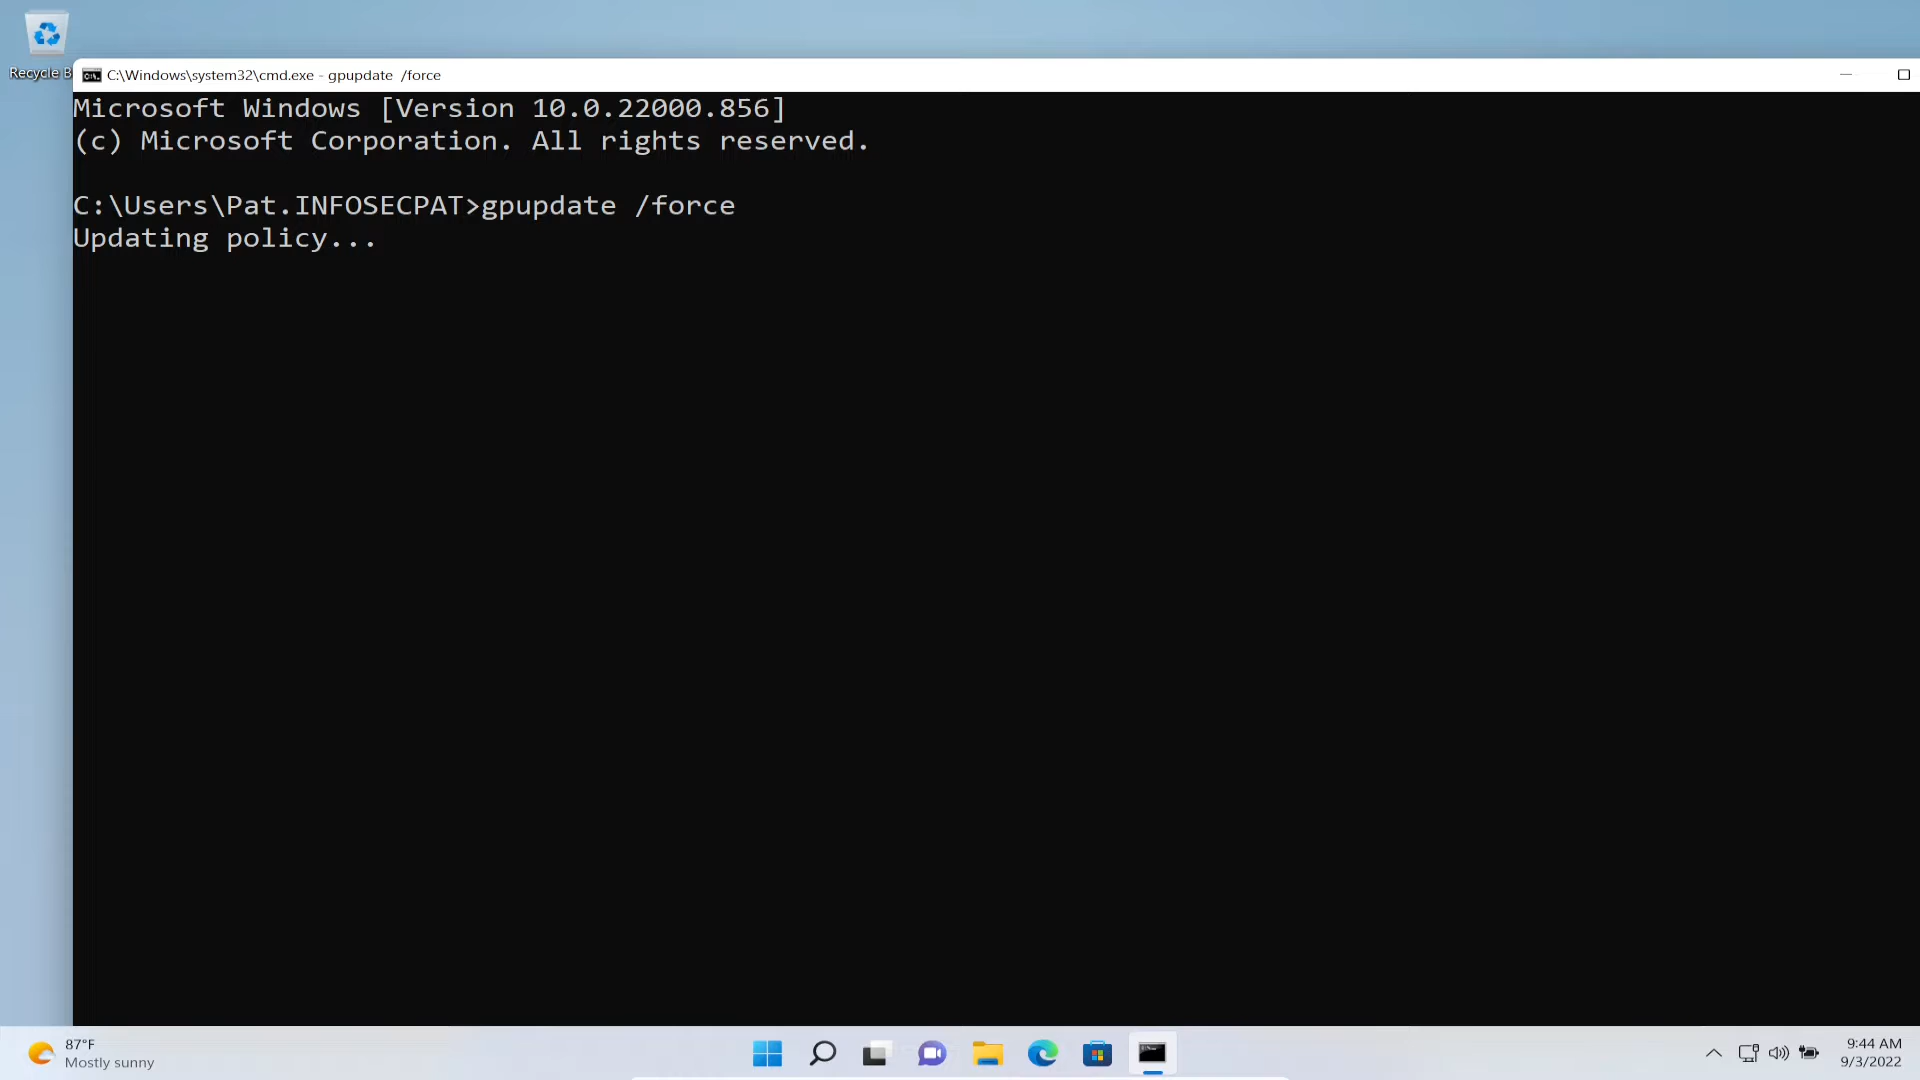 Recycle B
C:\Windows\system32\cmd.exe - gpupdate  /force
Microsoft Windows [Version 10.0.22000.856]
(c) Microsoft Corporation. All rights reserved.
C:\Users\Pat.INFOSECPAT>gpupdate /force
Updating policy...
87°F
Mostly sunny
9:44 AM
9/3/2022